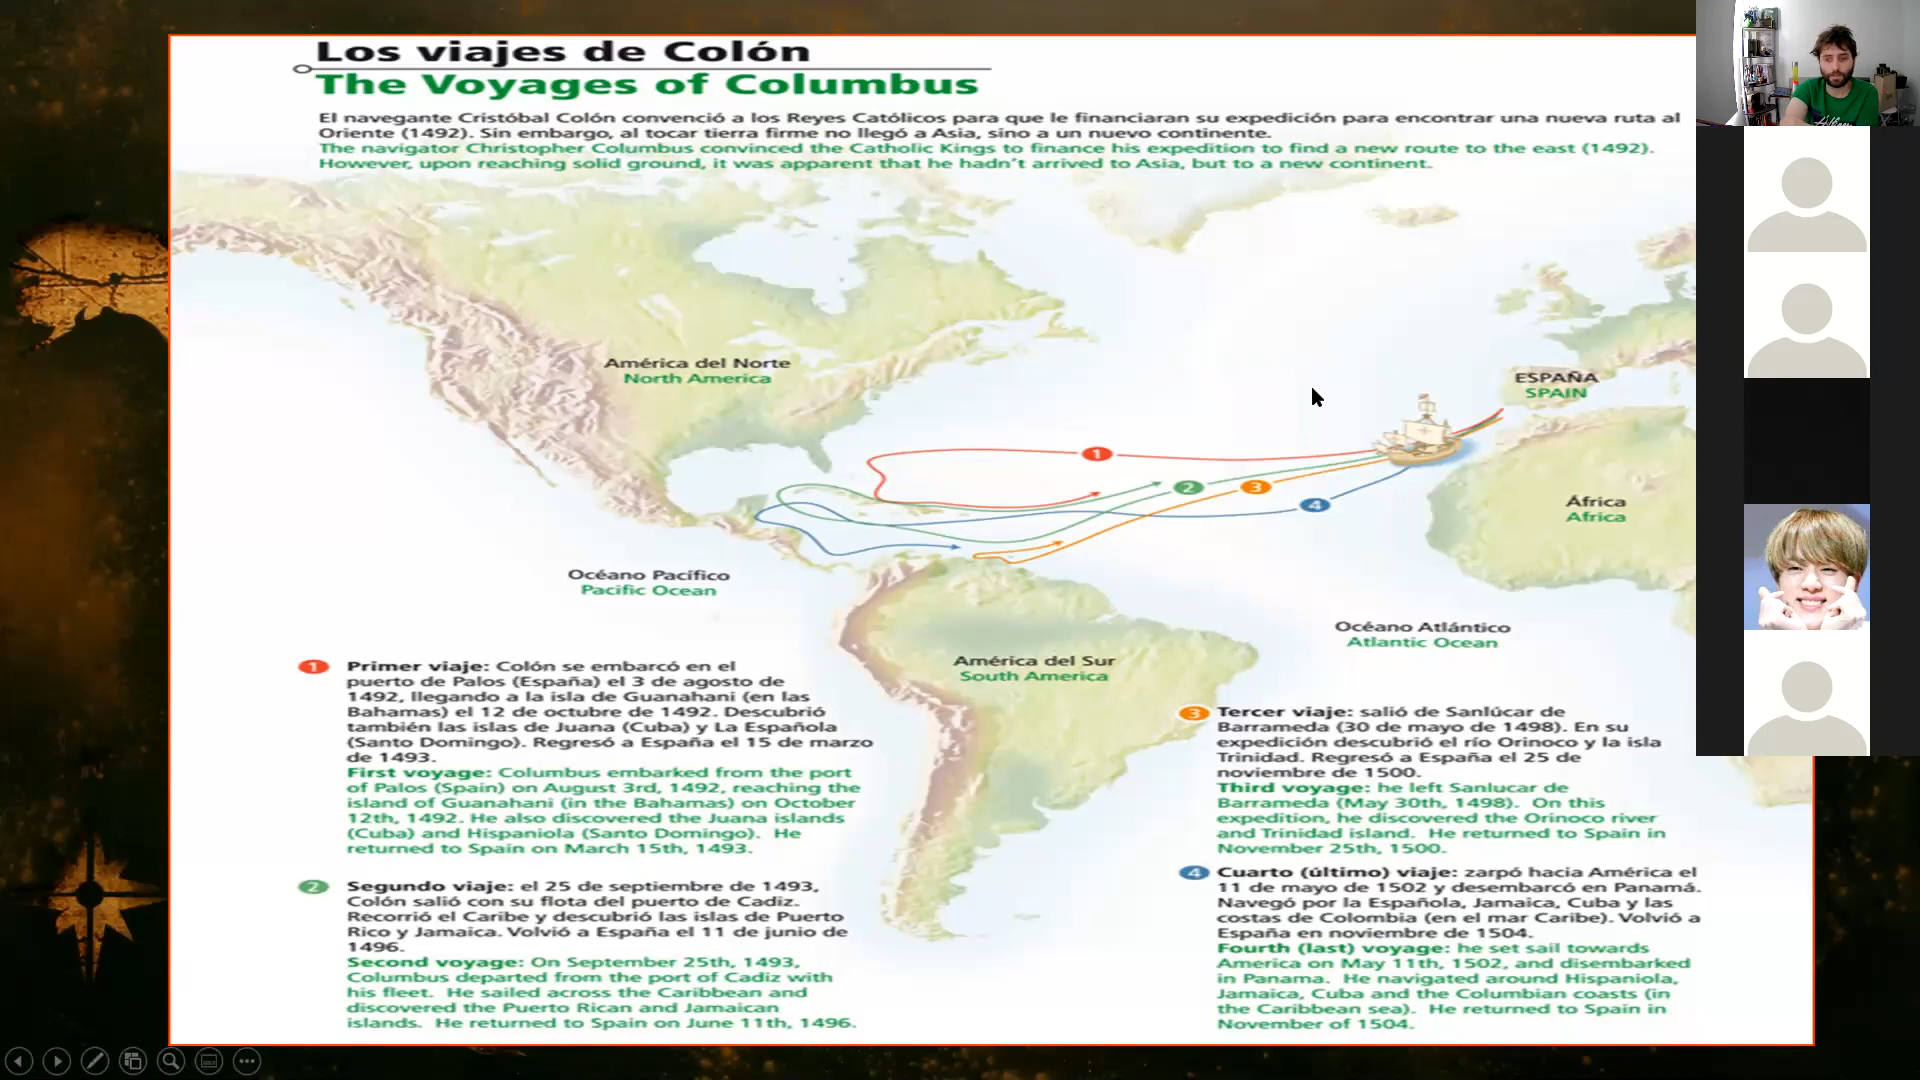 Los viajes de Colón
The Voyages of Columbus
El navegante Cristóbal Colón convenció a los Reyes Católicos para que le financiaran su expedición para encontrar una nueva ruta al
Oriente (1492). Sin embargo, al tocar tierra firme no llegó a Asia, sino a un nuevo continente.
The navigator Christopher Columbus convinced the Catholic Kings to finance his expedition to find a new route to the east (1492).
However, upon reaching solid ground, it was apparent that he hadn't arrived to Asia, but to a new continent.
América del Norte
North America
ESPAÑA
SPAIN
1
2
3
4
África
Africa
Océano Pacífico
Pacific Ocean
Océano Atlántico
Atlantic Ocean
América del Sur
South America
1 Primer viaje: Colón se embarcó en el
puerto de Palos (España) el 3 de agosto de
1492, llegando a la isla de Guanahani (en las
Bahamas) el 12 de octubre de 1492. Descubrió
también las islas de Juana (Cuba) y La Española
(Santo Domingo). Regresó a España el 15 de marzo
de 1493.
First voyage: Columbus embarked from the port
of Palos (Spain) on August 3rd, 1492, reaching the
island of Guanahani (in the Bahamas) on October
12th, 1492. He also discovered the Juana islands
(Cuba) and Hispaniola (Santo Domingo). He
returned to Spain on March 15th, 1493.
2 Segundo viaje: el 25 de septiembre de 1493,
Colón salió con su flota del puerto de Cadiz.
Recorrió el Caribe y descubrió las islas de Puerto
Rico y Jamaica. Volvió a España el 11 de junio de
1496.
Second voyage: On September 25th, 1493,
Columbus departed from the port of Cadiz with
his fleet. He sailed across the Caribbean and
discovered the Puerto Rican and Jamaican
islands. He returned to Spain on June 11th, 1496.
3 Tercer viaje: salió de Sanlúcar de
Barrameda (30 de mayo de 1498). En su
expedición descubrió el río Orinoco y la isla
Trinidad. Regresó a España el 25 de
noviembre de 1500.
Third voyage: he left Sanlucar de
Barrameda (May 30th, 1498). On this
expedition, he discovered the Orinoco river
and Trinidad island. He returned to Spain in
November 25th, 1500.
4 Cuarto (último) viaje: zarpó hacia América el
11 de mayo de 1502 y desembarcó en Panamá.
Navegó por la Española, Jamaica, Cuba y las
costas de Colombia (en el mar Caribe). Volvió a
España en noviembre de 1504.
Fourth (last) voyage: he set sail towards
America on May 11th, 1502, and disembarked
in Panama. He navigated around Hispaniola,
Jamaica, Cuba and the Columbian coasts (in
the Caribbean sea). He returned to Spain in
November of 1504.